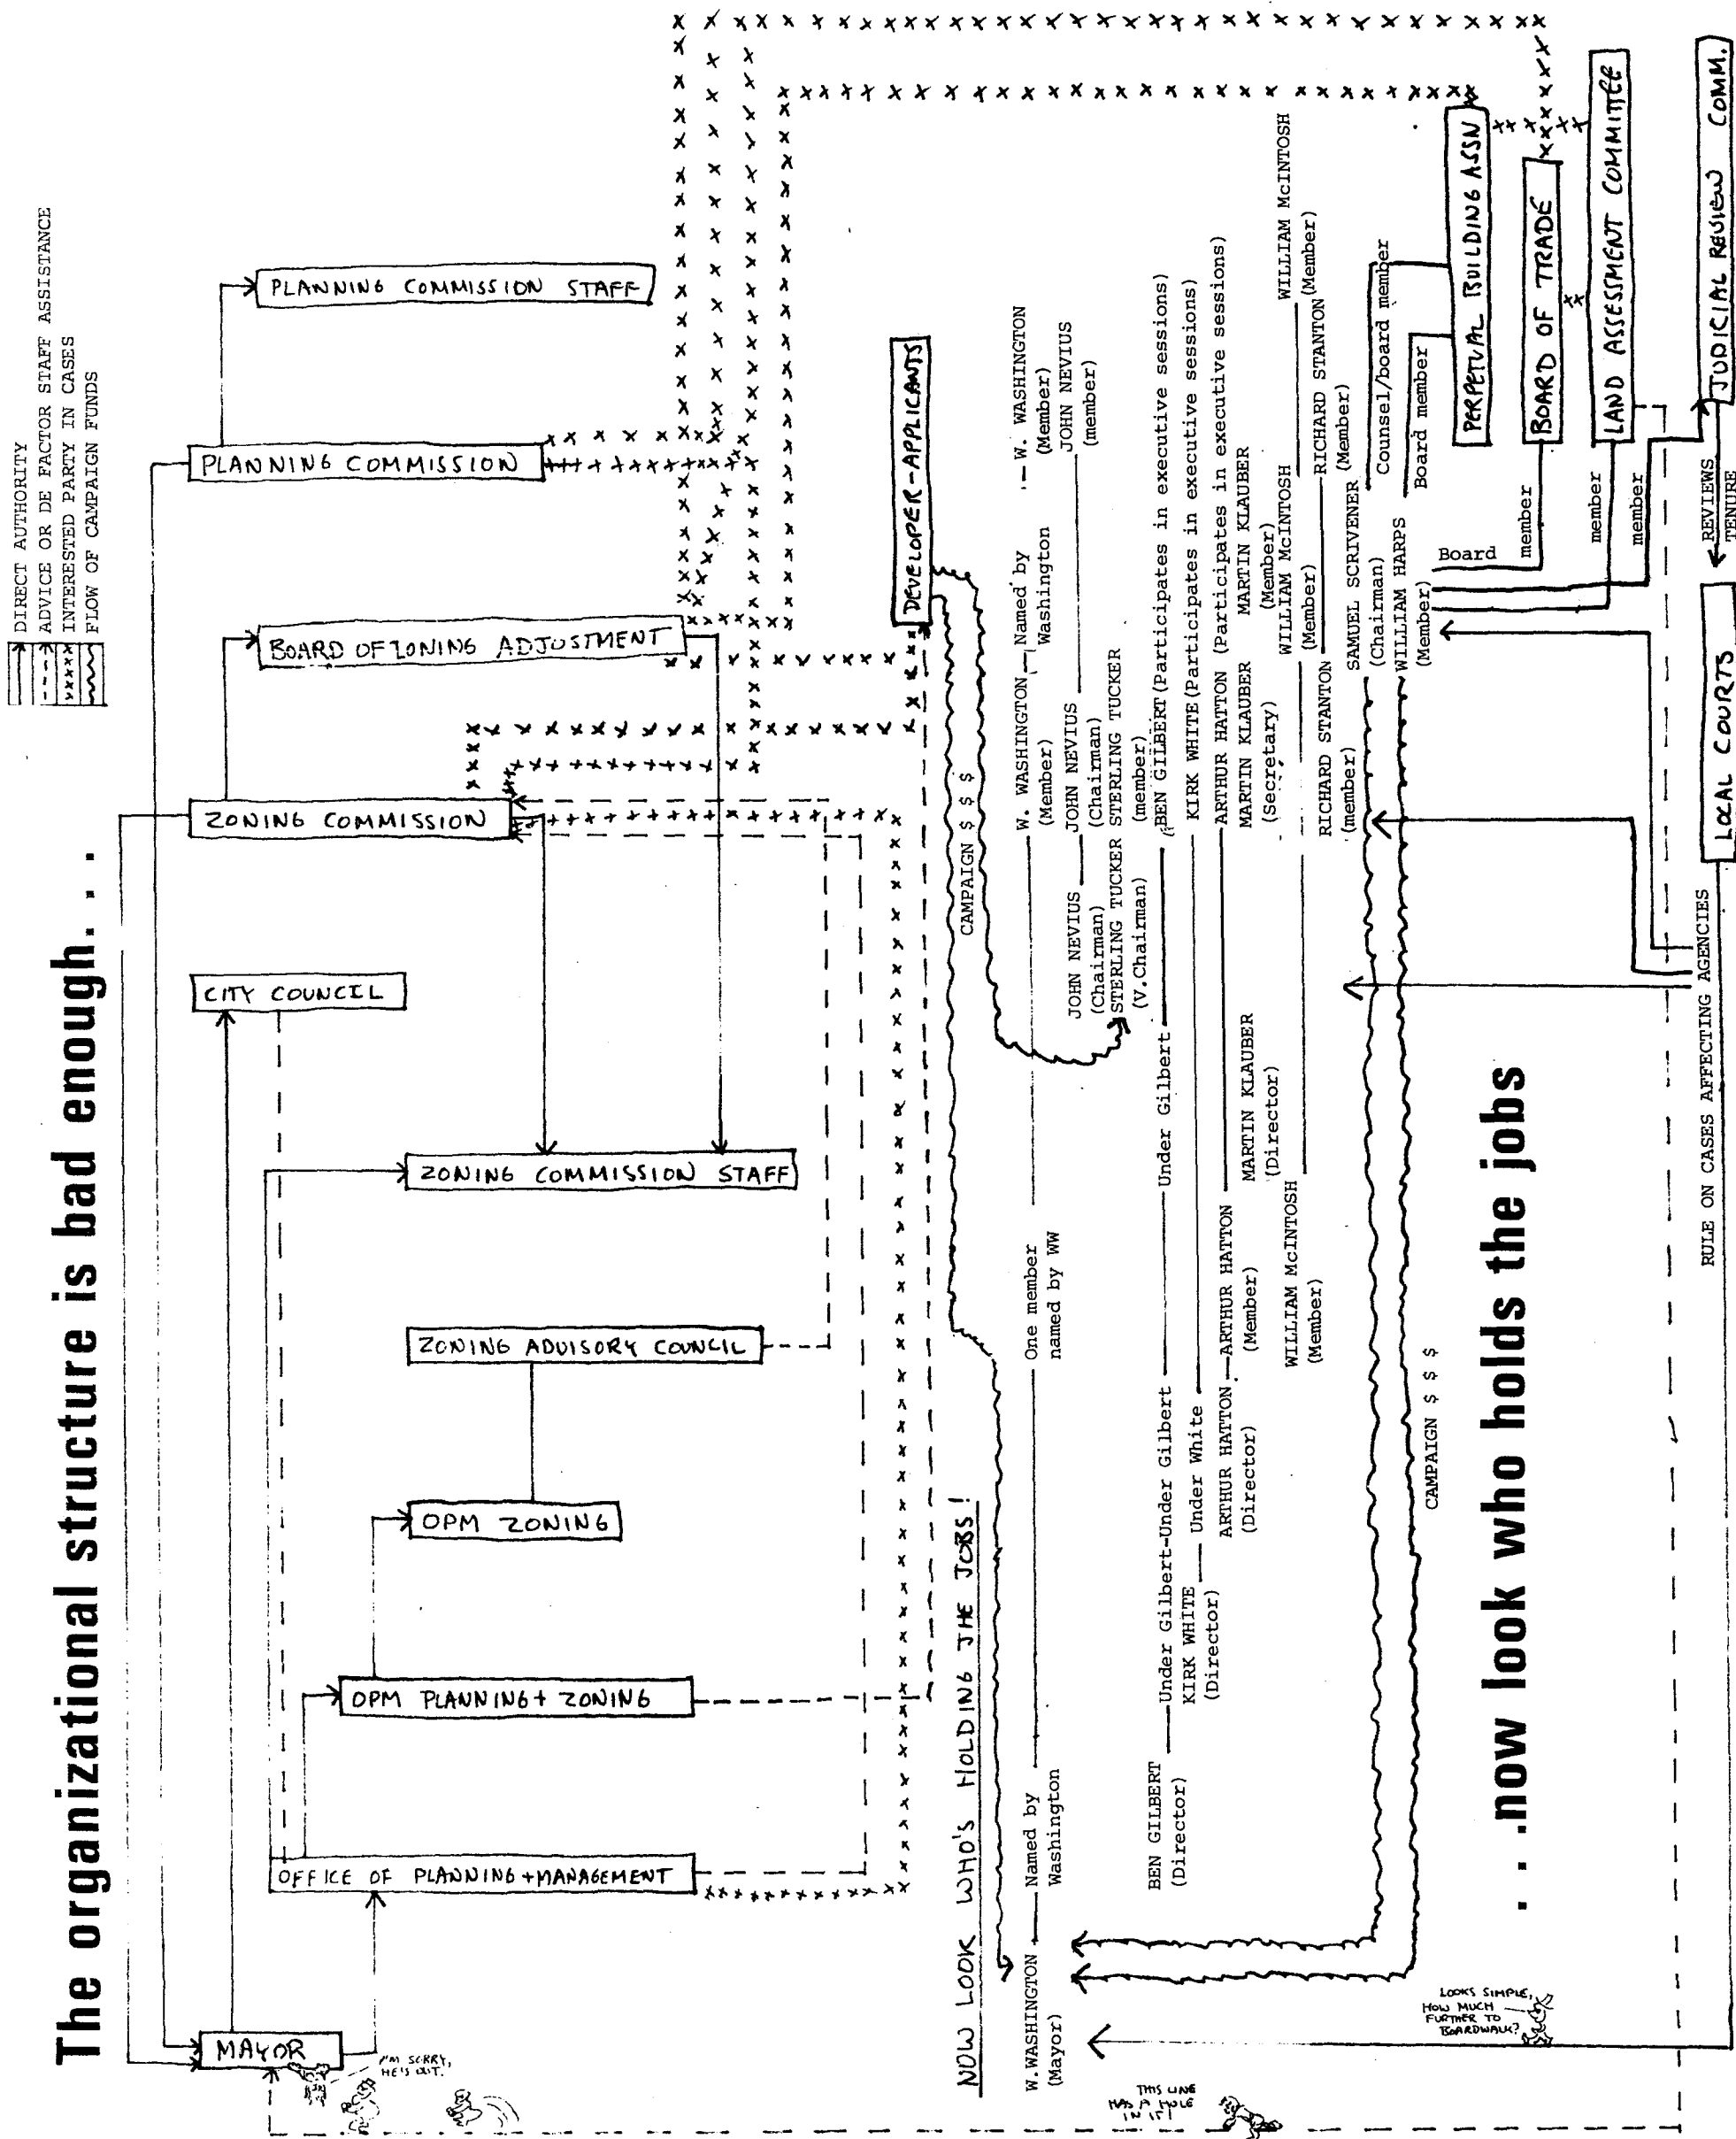 The organizational structure is bad enough. . .
DIRECT AUTHORITY
ADVICE OR DE FACTOR STAFF ASSISTANCE
INTERESTED PARTY IN CASES
FLOW OF CAMPAIGN FUNDS
MAYOR
I'M SORRY,
HE'S OUT.
OFFICE OF PLANNING+MANAGEMENT
OPM PLANNING+ ZONING
OPM ZONING
ZONING ADVISORY COUNCIL
ZONING COMMISSION STAFF
CITY COUNCIL
ZONING COMMISSION
BOARD OF ZONING ADJUSTMENT
PLANNING COMMISSION
PLANNING COMMISSION STAFF
DEVELOPER-APPLICANTS
CAMPAIGN $ $ $
NOW LOOK WHO'S HOLDING THE JOBS!
W.WASHINGTON
(Mayor)
Named by
Washington
One member
named by WW
W. WASHINGTON
(Member)
Named by
Washington
W. WASHINGTON
(Member)
JOHN NEVIUS
(Chairman)
JOHN NEVIUS
(Chairman)
JOHN NEVIUS
(member)
STERLING TUCKER
(V.Chairman)
STERLING TUCKER
(member)
BEN GILBERT
(Director)
Under Gilbert-Under Gilbert
Under Gilbert
BEN GILBERT(Participates in executive sessions)
KIRK WHITE
(Director)
Under White
KIRK WHITE(Participates in executive sessions)
ARTHUR HATTON
(Director)
ARTHUR HATTON
(Member)
ARTHUR HATTON (Participates in executive sessions)
MARTIN KLAUBER
(Director)
MARTIN KLAUBER
(Secretary)
MARTIN KLAUBER
(Member)
WILLIAM McINTOSH
(Member)
WILLIAM McINTOSH
(Member)
WILLIAM McINTOSH
(Member)
RICHARD STANTON
(member)
RICHARD STANTON
(Member)
SAMUEL SCRIVENER
(Chairman)
Counsel/board member
WILLIAM HARPS
(Member)
Board member
CAMPAIGN $ $ $
PERPETUAL BUILDING ASSN
Board
member
BOARD OF TRADE
member
LAND ASSESSMENT COMMITTEE
member
. . .now look who holds the jobs
LOOKS SIMPLE,
HOW MUCH
FURTHER TO
BOARDWALK?
THIS LINE
HAS A HOLE
IN IT!
RULE ON CASES AFFECTING AGENCIES
LOCAL COURTS
REVIEWS
TENURE
JUDICIAL REVIEW COMM.